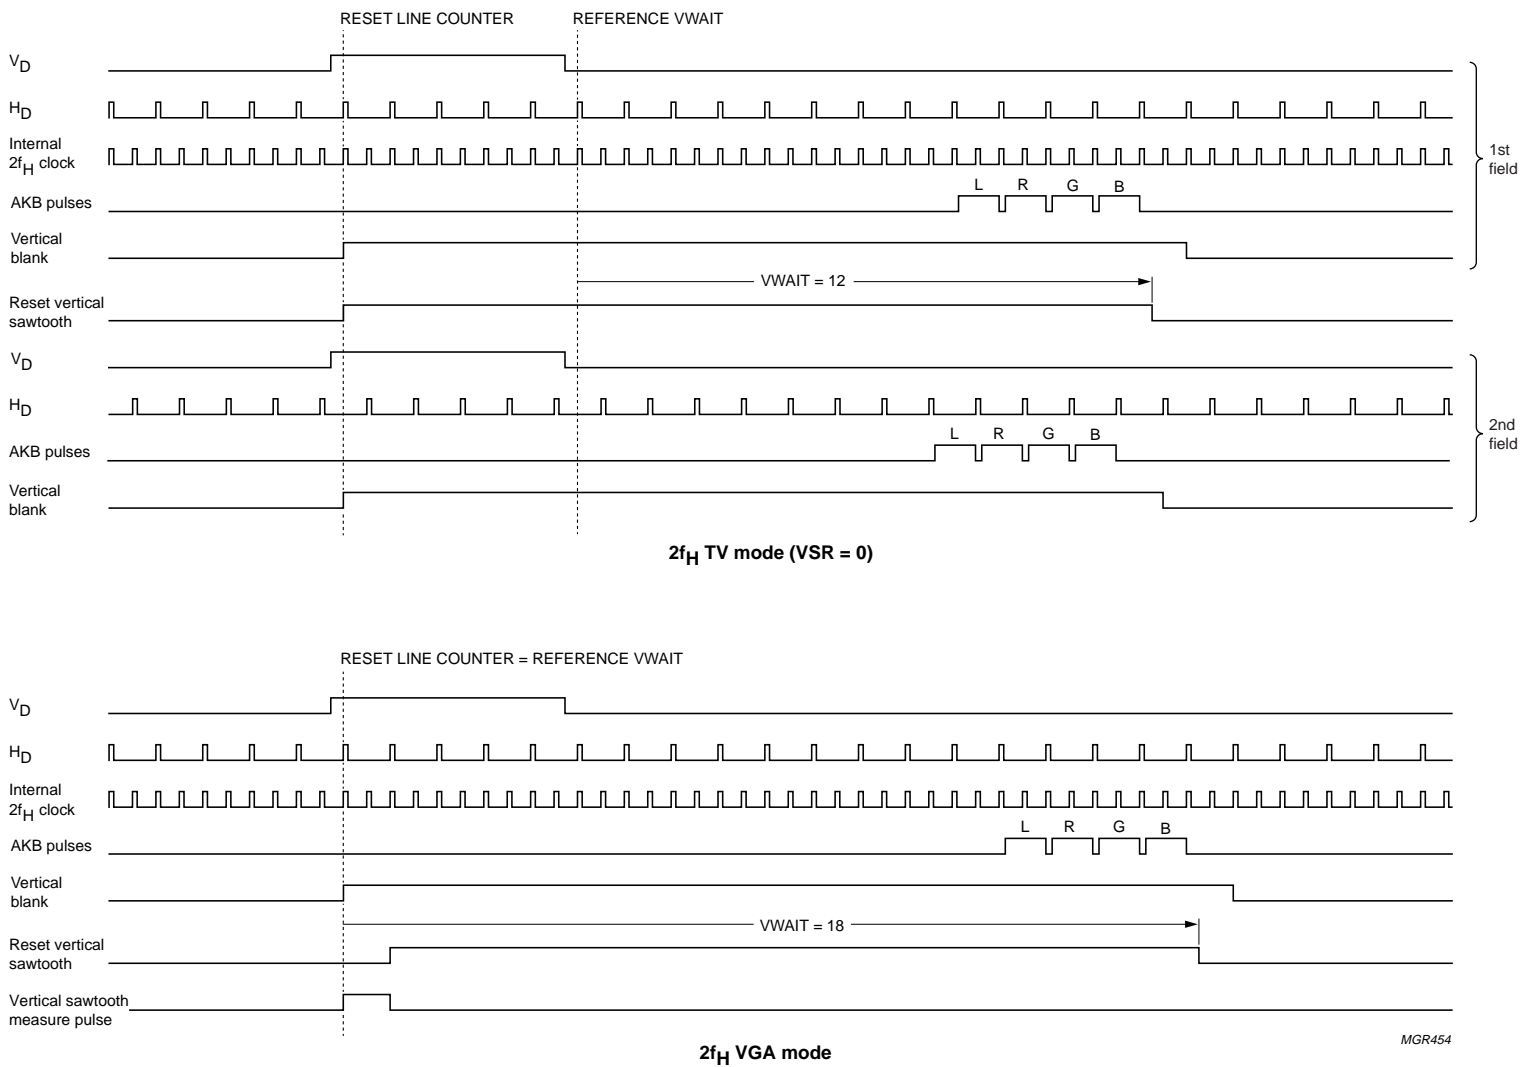 RESET LINE COUNTER
REFERENCE VWAIT
VD
HD
Internal
2fH clock
AKB pulses
L R G B
Vertical
blank
VWAIT = 12
Reset vertical
sawtooth
1st
field
VD
HD
AKB pulses
L R G B
Vertical
blank
2nd
field
2fH TV mode (VSR = 0)
RESET LINE COUNTER = REFERENCE VWAIT
VD
HD
Internal
2fH clock
AKB pulses
L R G B
Vertical
blank
VWAIT = 18
Reset vertical
sawtooth
Vertical sawtooth
measure pulse
2fH VGA mode
MGR454